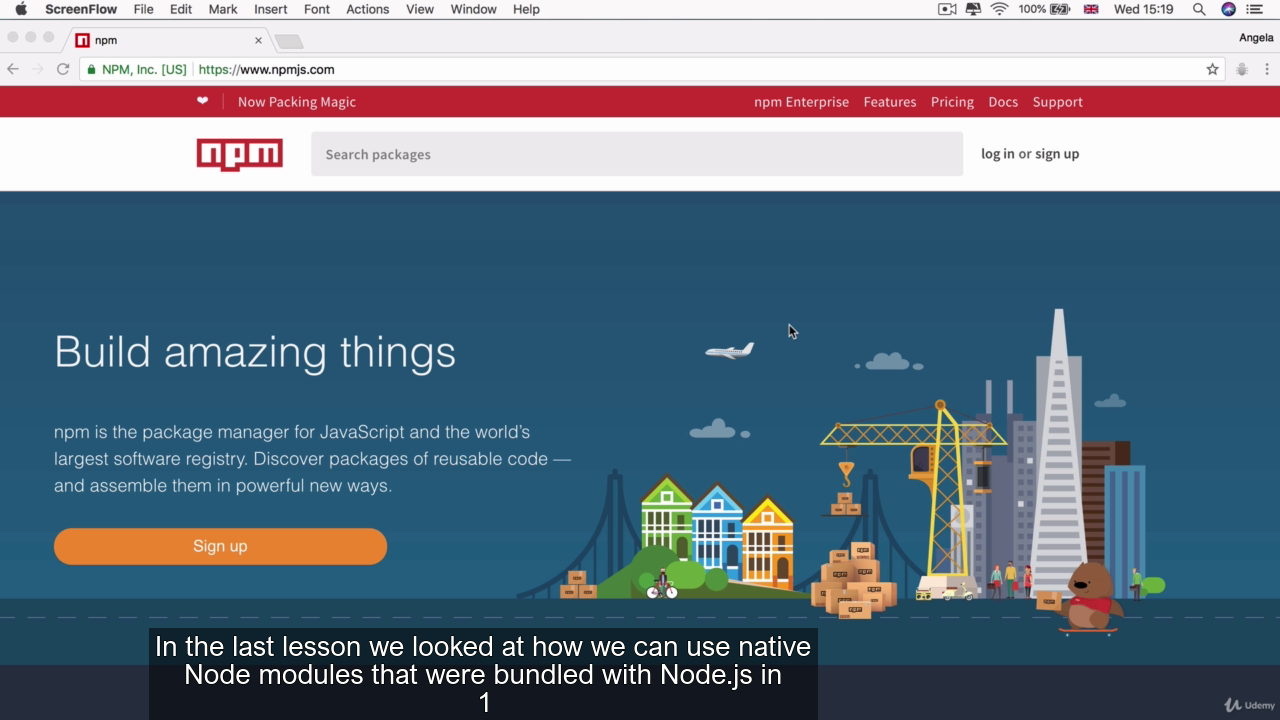 ScreenFlow File Edit Mark Insert Font Actions View Window Help 100% Wed 15:19
npm Angela
NPM, Inc. [US] https://www.npmjs.com
❤ Now Packing Magic npm Enterprise Features Pricing Docs Support
npm Search packages log in or sign up
Build amazing things
npm is the package manager for JavaScript and the world's
largest software registry. Discover packages of reusable code —
and assemble them in powerful new ways.
Sign up
npm
npm
npm
npm
In the last lesson we looked at how we can use native
Node modules that were bundled with Node.js in
1
Udemy